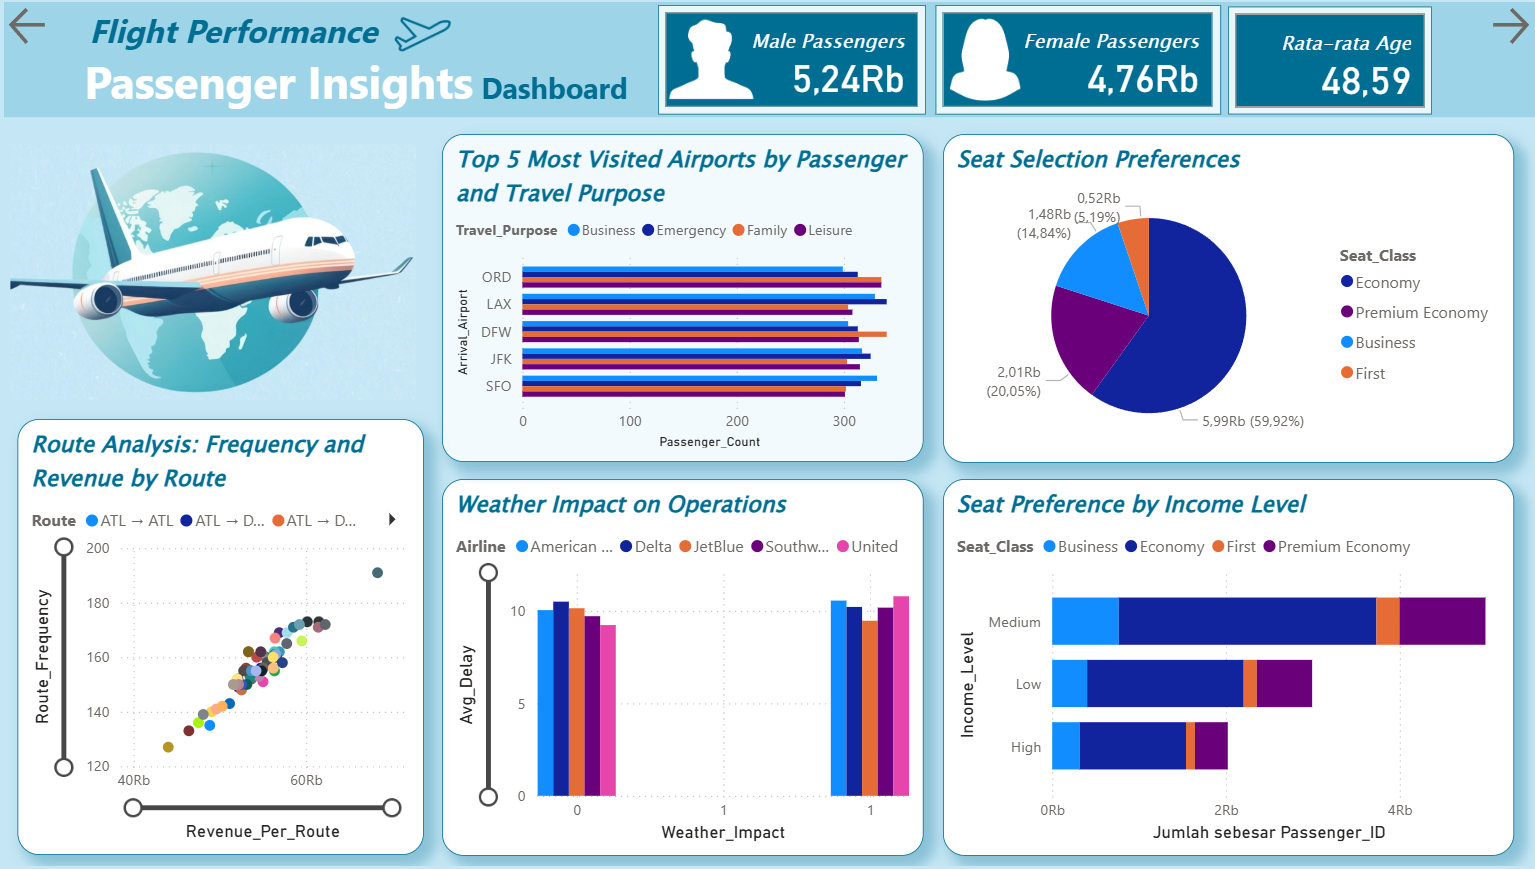 Flight Performance
Passenger Insights Dashboard
Male Passengers
5,24Rb
Female Passengers
4,76Rb
Rata-rata Age
48,59
Top 5 Most Visited Airports by Passenger
and Travel Purpose
Travel_Purpose Business Emergency Family Leisure
Arrival_Airport
ORD
LAX
DFW
JFK
SFO
0 100 200 300
Passenger_Count
Seat Selection Preferences
0,52Rb
(5,19%)
1,48Rb
(14,84%)
2,01Rb
(20,05%)
5,99Rb (59,92%)
Seat_Class
Economy
Premium Economy
Business
First
Route Analysis: Frequency and
Revenue by Route
Route ATL → ATL ATL → D... ATL → D...
Route_Frequency
200
180
160
140
120
40Rb 60Rb
Revenue_Per_Route
Weather Impact on Operations
Airline American ... Delta JetBlue Southw... United
Avg_Delay
10
5
0
0 1 1
Weather_Impact
Seat Preference by Income Level
Seat_Class Business Economy First Premium Economy
Income_Level
Medium
Low
High
0Rb 2Rb 4Rb
Jumlah sebesar Passenger_ID